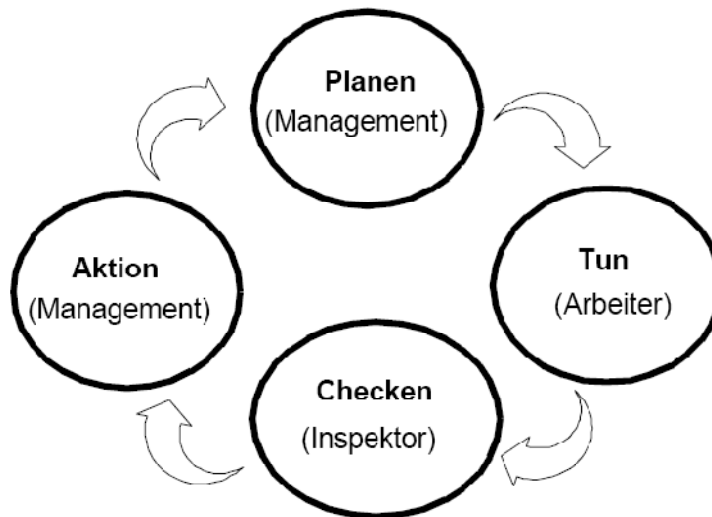 Planen
(Management)
Tun
(Arbeiter)
Checken
(Inspektor)
Aktion
(Management)